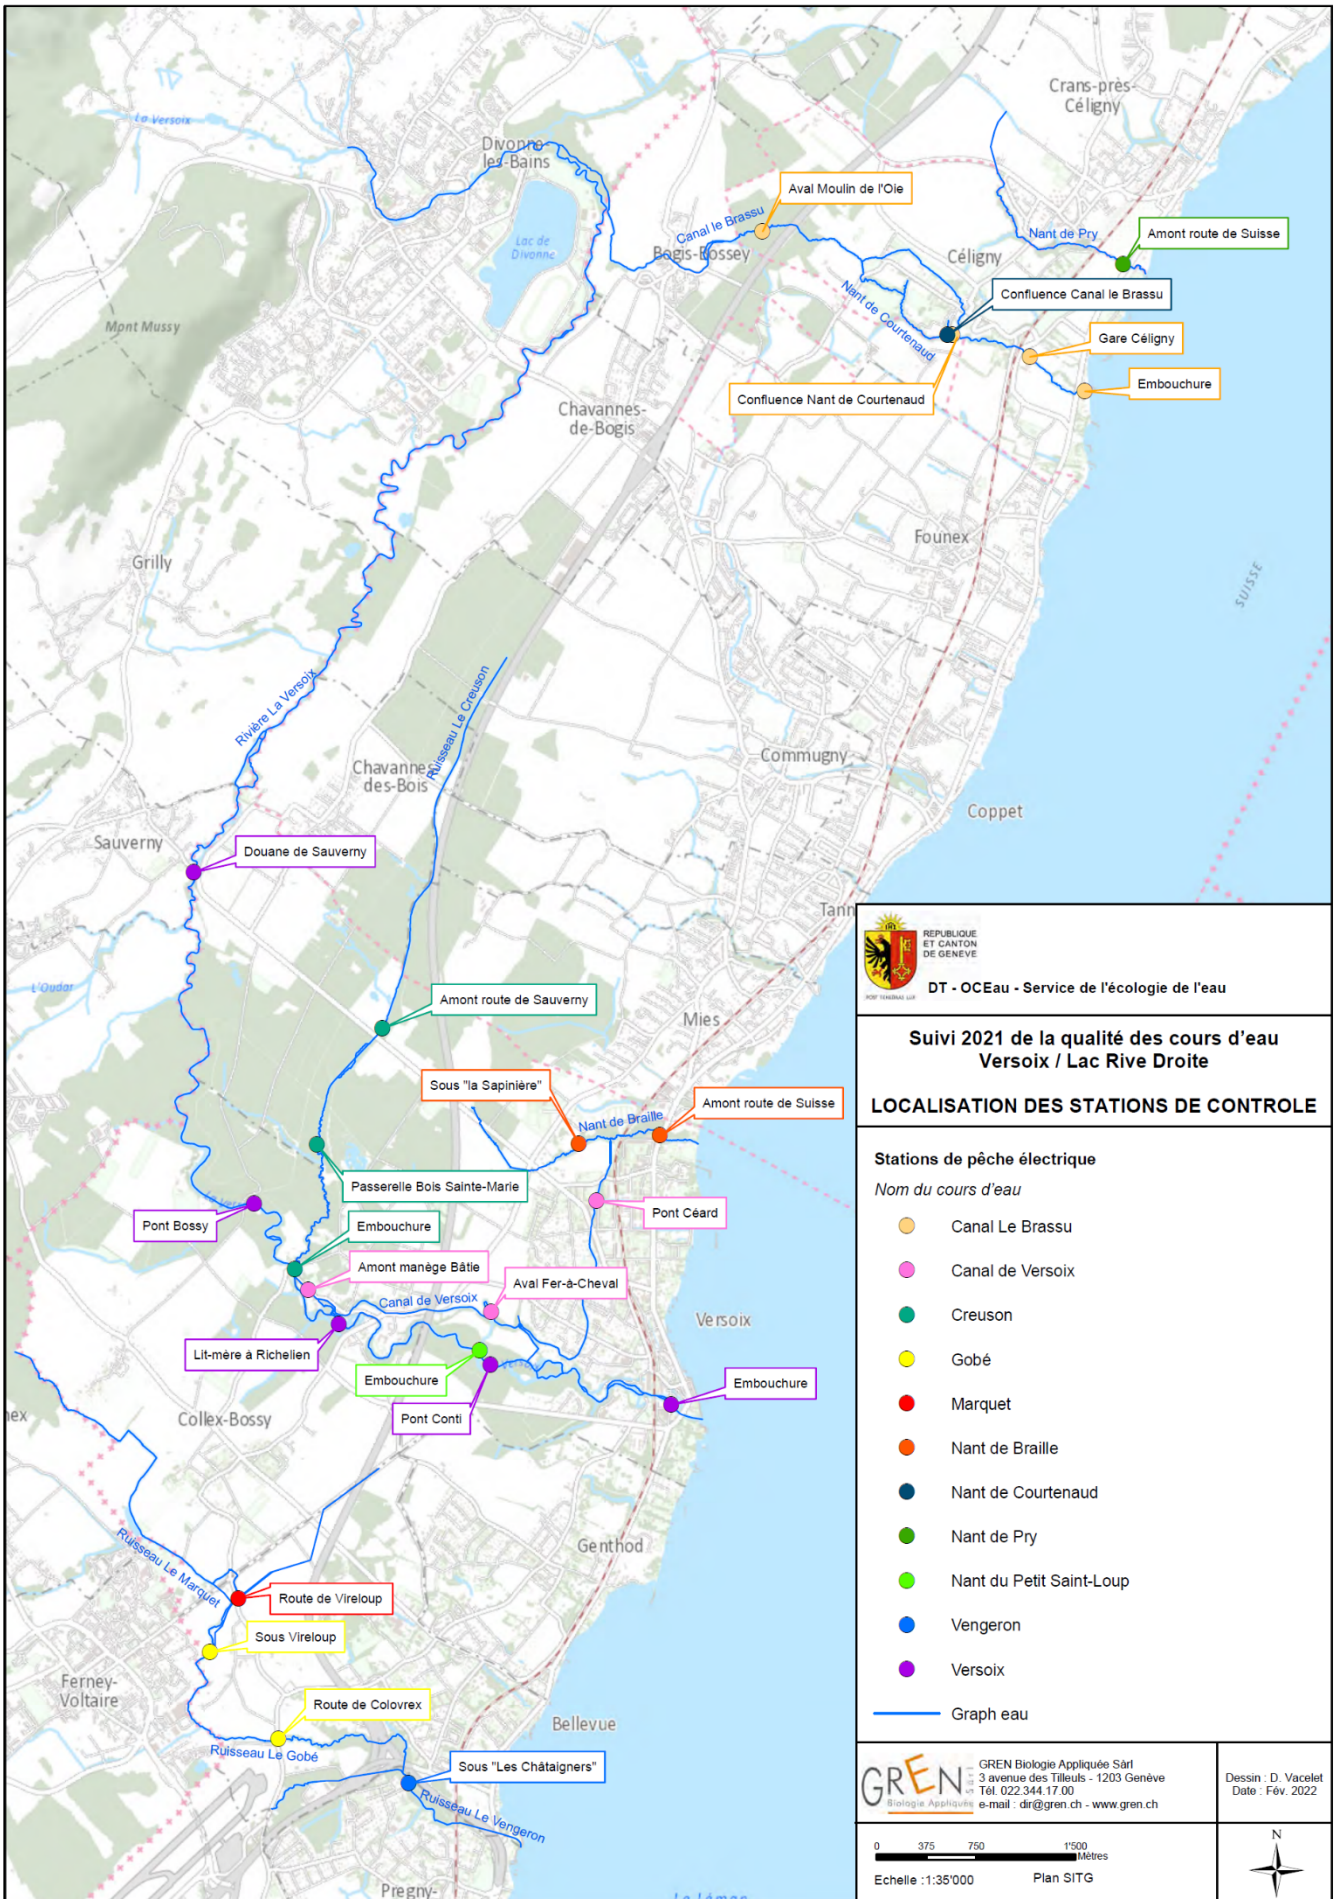 La Versoix
Divonne-
les-Bains
Lac de
Divonne
Mont Mussy
Crans-près-
Céligny
Aval Moulin de l'Oie
Canal le Brassu
Bogis-Bossey
Nant de Pry
Amont route de Suisse
Céligny
Nant de Courtenaud
Confluence Canal le Brassu
Gare Céligny
Confluence Nant de Courtenaud
Embouchure
Chavannes-
de-Bogis
Founex
Grilly
SUISSE
Rivière La Versoix
Ruisseau Le Creuson
Chavannes-
des-Bois
Commugny
Coppet
Sauverny
Douane de Sauverny
Tann
L'Oudar
Amont route de Sauverny
Mies
Sous "la Sapinière"
Amont route de Suisse
Nant de Braille
Passerelle Bois Sainte-Marie
Pont Bossy
Pont Céard
Embouchure
Amont manège Bâtie
Aval Fer-à-Cheval
Canal de Versoix
Versoix
Lit-mère à Richelien
Embouchure
Versoix
Embouchure
Pont Conti
nex
Collex-Bossy
Ruisseau Le Marquet
Genthod
Route de Vireloup
Sous Vireloup
Ferney-
Voltaire
Route de Colovrex
Bellevue
Ruisseau Le Gobé
Sous "Les Châtaigners"
Ruisseau Le Vengeron
Pregny-
Le Léman
REPUBLIQUE
ET CANTON
DE GENEVE
POST TENEBRAS LUX
DT - OCEau - Service de l'écologie de l'eau
Suivi 2021 de la qualité des cours d'eau
Versoix / Lac Rive Droite
LOCALISATION DES STATIONS DE CONTROLE
Stations de pêche électrique
Nom du cours d'eau
Canal Le Brassu
Canal de Versoix
Creuson
Gobé
Marquet
Nant de Braille
Nant de Courtenaud
Nant de Pry
Nant du Petit Saint-Loup
Vengeron
Versoix
Graph eau
GREN sàrl
Biologie Appliquée
GREN Biologie Appliquée Sàrl
3 avenue des Tilleuls - 1203 Genève
Tél. 022.344.17.00
e-mail : dir@gren.ch - www.gren.ch
Dessin : D. Vacelet
Date : Fév. 2022
0 375 750 1'500
Mètres
Echelle :1:35'000 Plan SITG
N